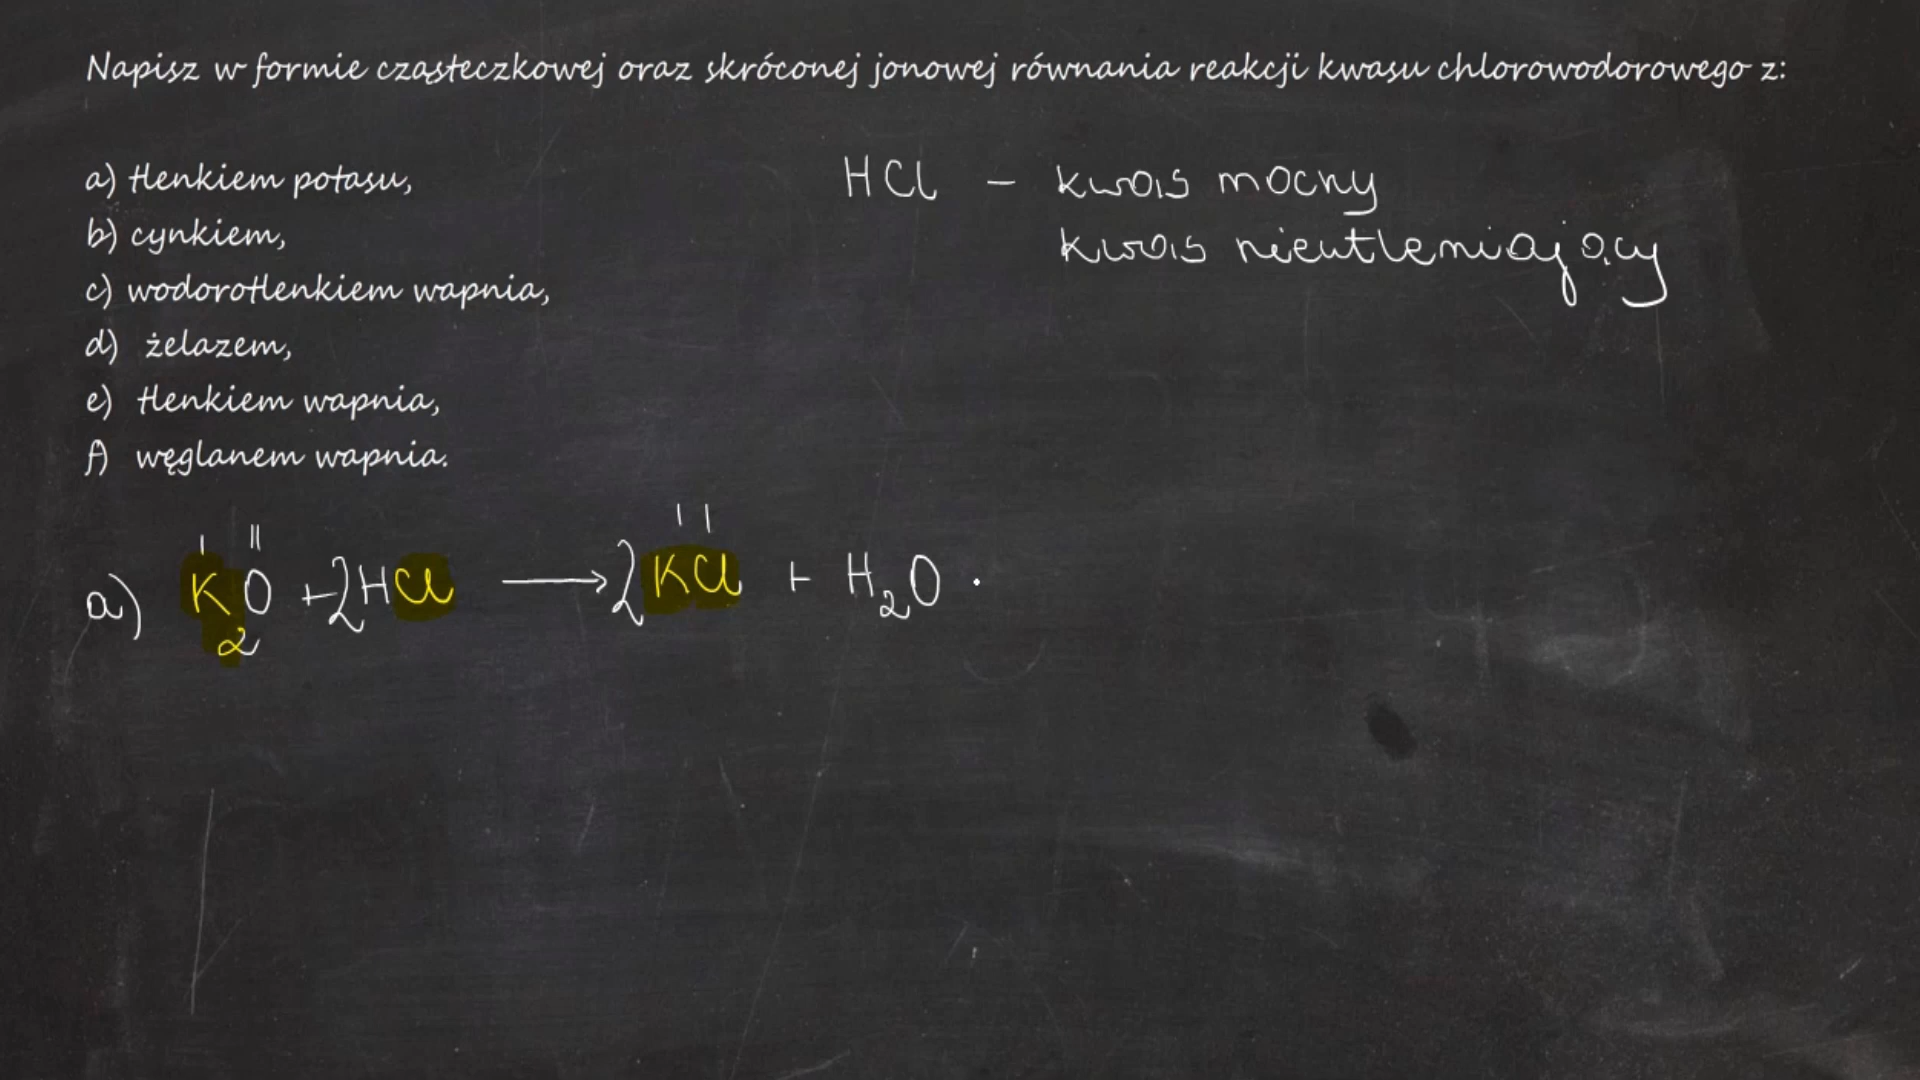 Napisz w formie cząsteczkowej oraz skróconej jonowej równania reakcji kwasu chlorowodorowego z:
a) tlenkiem potasu,
b) cynkiem,
c) wodorotlenkiem wapnia,
d) żelazem,
e) tlenkiem wapnia,
f) węglanem wapnia.
HCl - kwas mocny
kwas nieutleniający
I II I I
a) K₂O + 2HCl ⟶ 2KCl + H₂O